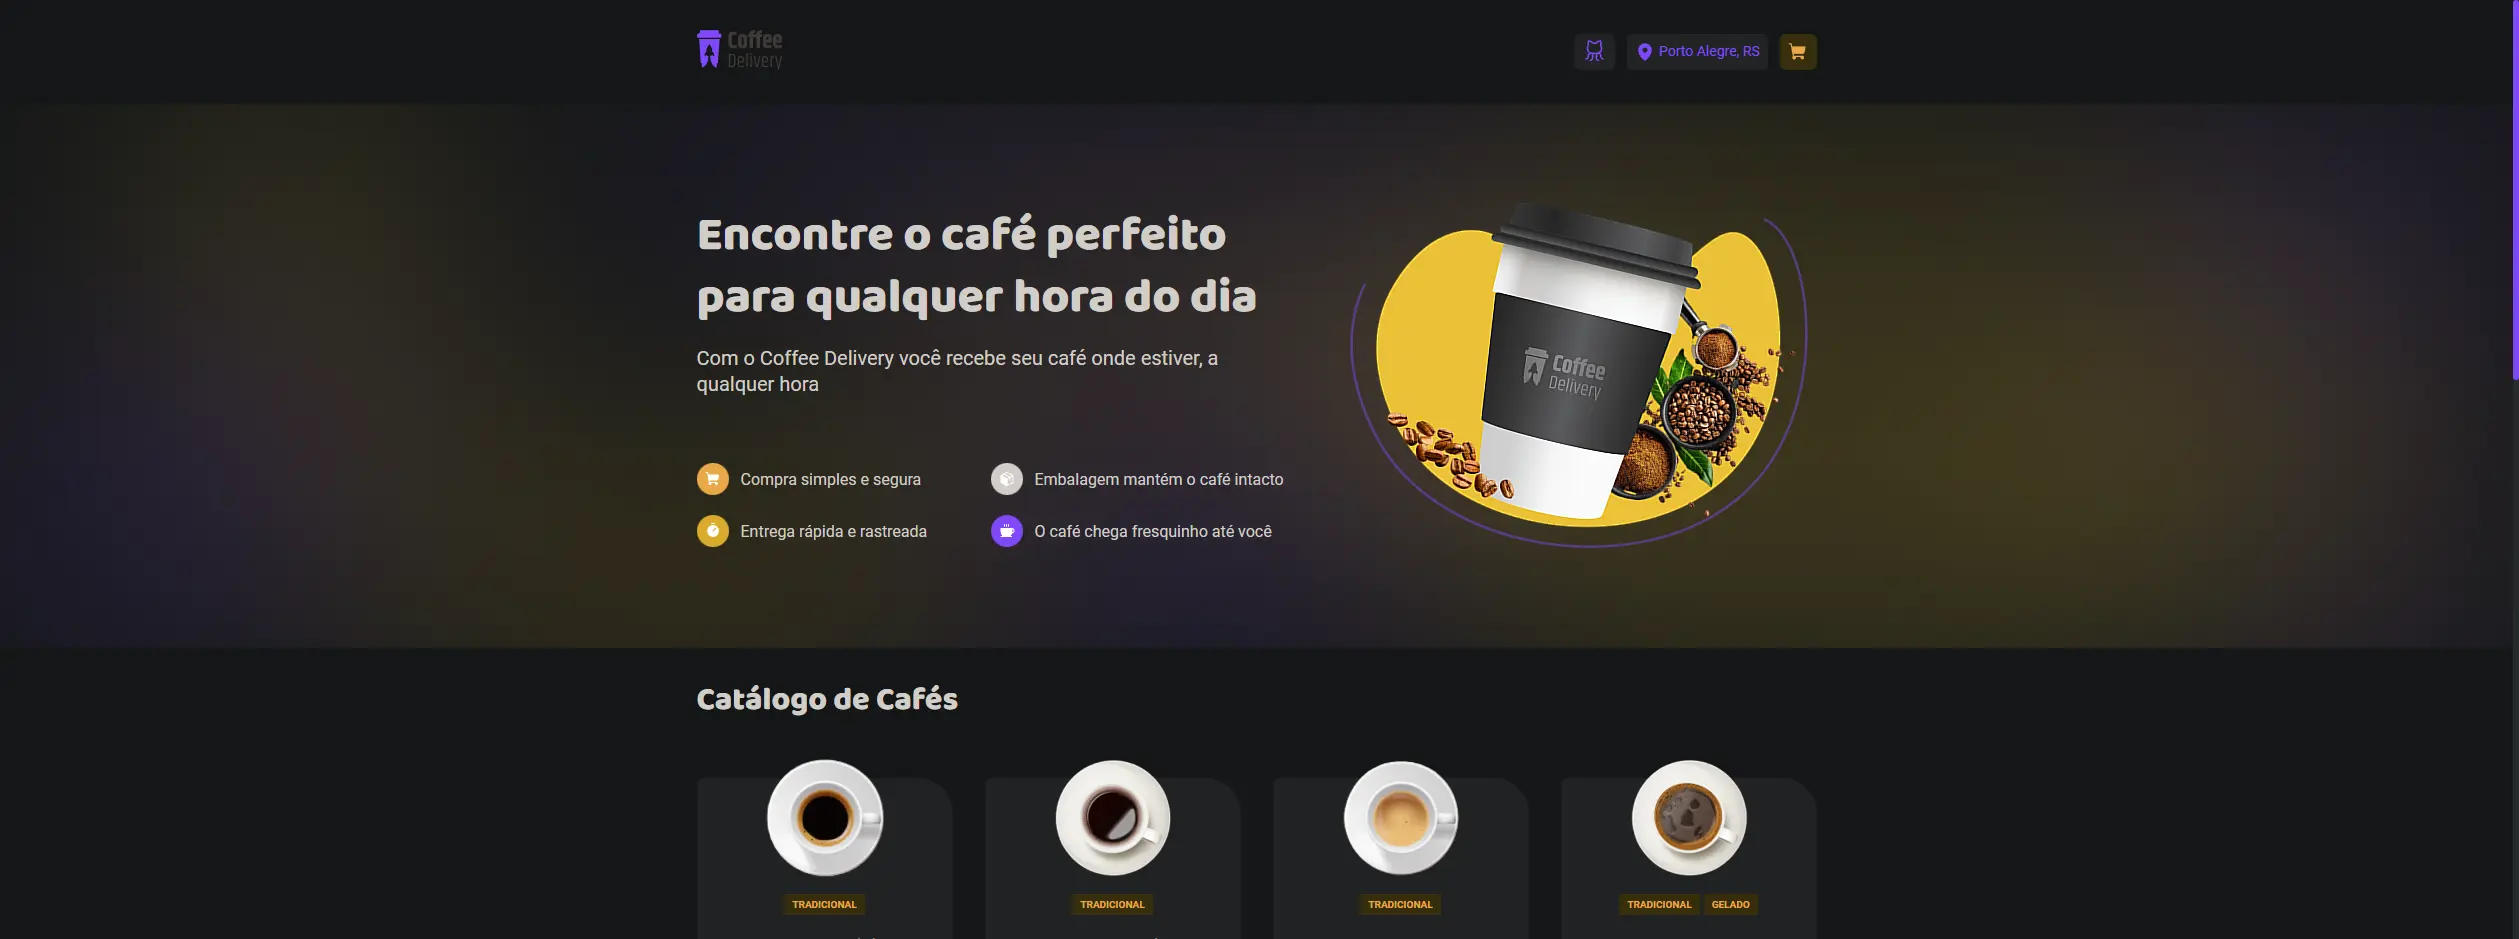 Coffee
Delivery
Porto Alegre, RS
Encontre o café perfeito
para qualquer hora do dia
Com o Coffee Delivery você recebe seu café onde estiver, a
qualquer hora
Compra simples e segura
Embalagem mantém o café intacto
Entrega rápida e rastreada
O café chega fresquinho até você
Coffee
Delivery
Catálogo de Cafés
TRADICIONAL
TRADICIONAL
TRADICIONAL
TRADICIONAL GELADO